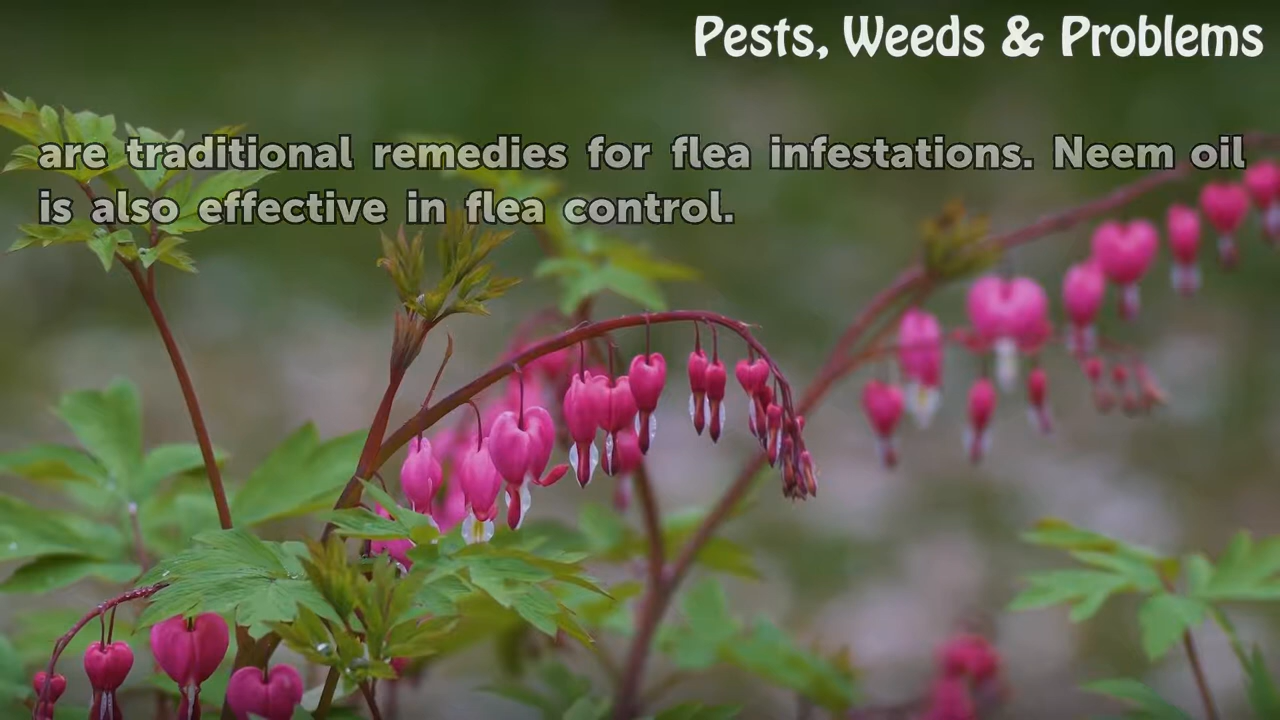 Pests, Weeds & Problems
are traditional remedies for flea infestations. Neem oil
is also effective in flea control.